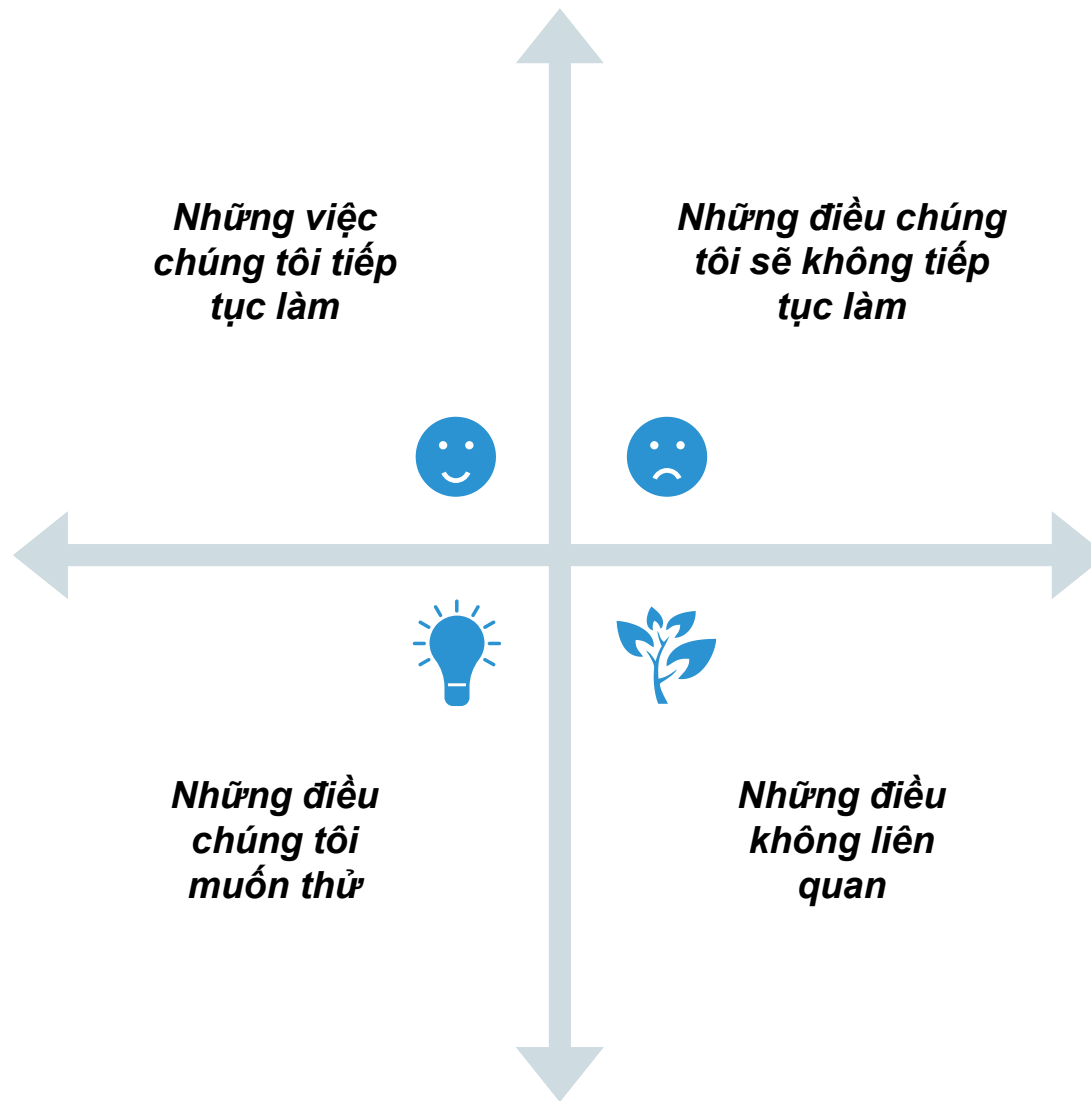 Những việc
chúng tôi tiếp
tục làm
Những điều chúng
tôi sẽ không tiếp
tục làm
Những điều
chúng tôi
muốn thử
Những điều
không liên
quan